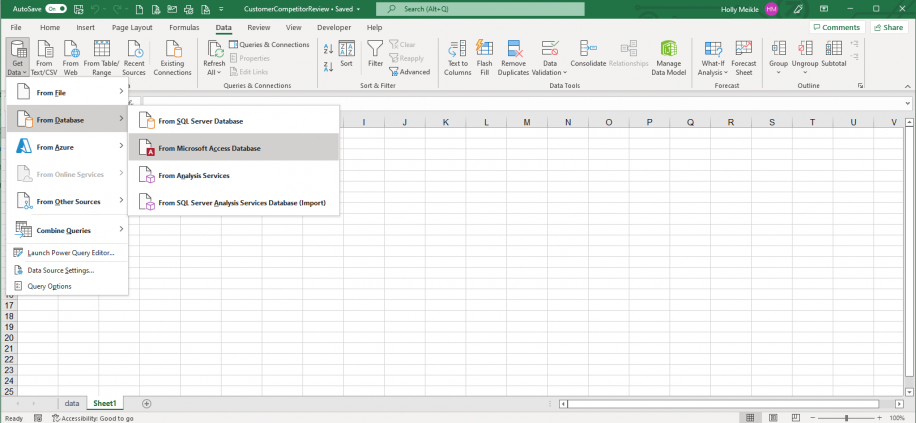 AutoSave On CustomerCompetitorReview • Saved Search (Alt+Q) Holly Meikle HM
File Home Insert Page Layout Formulas Data Review View Developer Help Comments Share
Get Data
From Text/CSV
From Web
From Table/ Range
Recent Sources
Existing Connections
Refresh All
Queries & Connections
Properties
Edit Links
Queries & Connections
Sort
Filter
Clear
Reapply
Advanced
Sort & Filter
Text to Columns
Flash Fill
Remove Duplicates
Data Validation
Consolidate
Relationships
Manage Data Model
Data Tools
What-If Analysis
Forecast Sheet
Forecast
Group
Ungroup
Subtotal
Outline
From File
From Database
From Azure
From Online Services
From Other Sources
Combine Queries
Launch Power Query Editor...
Data Source Settings...
Query Options
From SQL Server Database
From Microsoft Access Database
From Analysis Services
From SQL Server Analysis Services Database (Import)
I J K L M N O P Q R S T U V
17
18
19
20
21
22
23
24
25
data Sheet1
Ready Accessibility: Good to go 100%